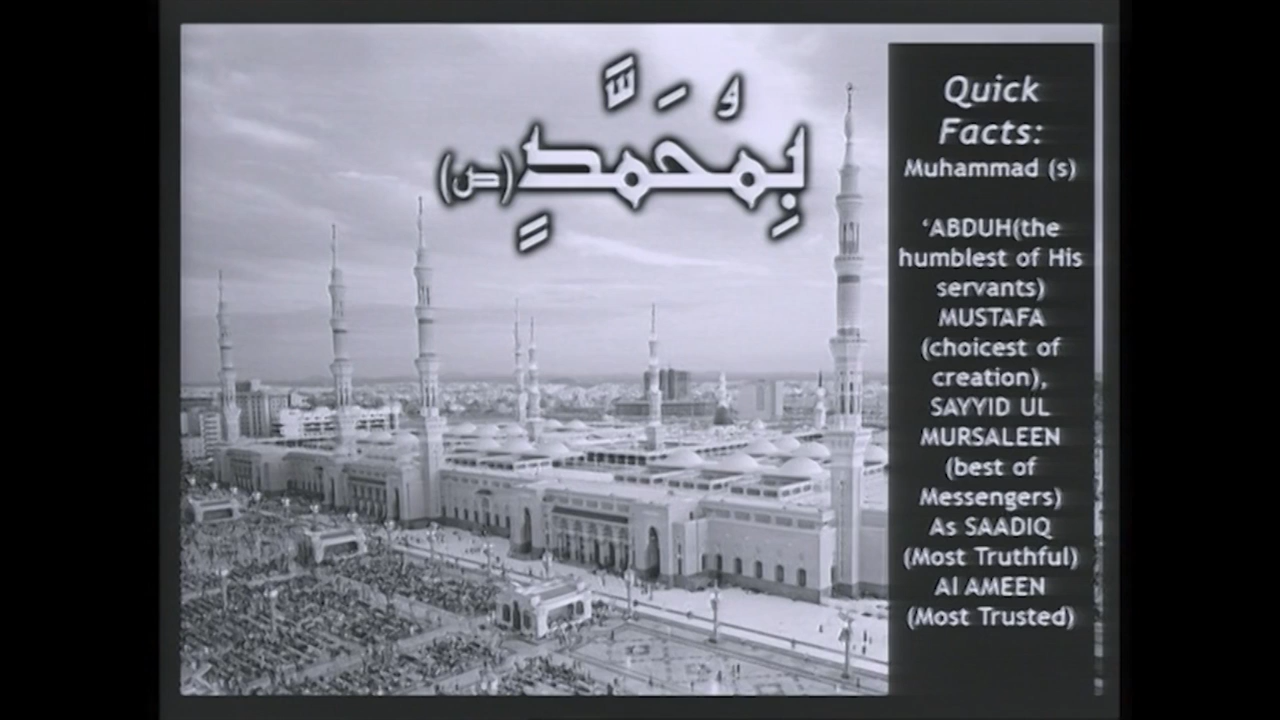 بِمُحَمَّدٍ (ص)
Quick
Facts:
Muhammad (s)
‘ABDUH(the
humblest of His
servants)
MUSTAFA
(choicest of
creation),
SAYYID UL
MURSALEEN
(best of
Messengers)
As SAADIQ
(Most Truthful)
Al AMEEN
(Most Trusted)